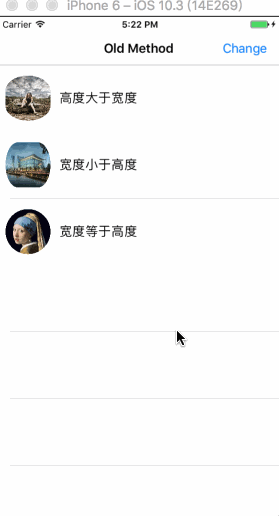 iPhone 6 – iOS 10.3 (14E269)
Carrier 5:22 PM
Old Method Change
高度大于宽度
宽度小于高度
宽度等于高度